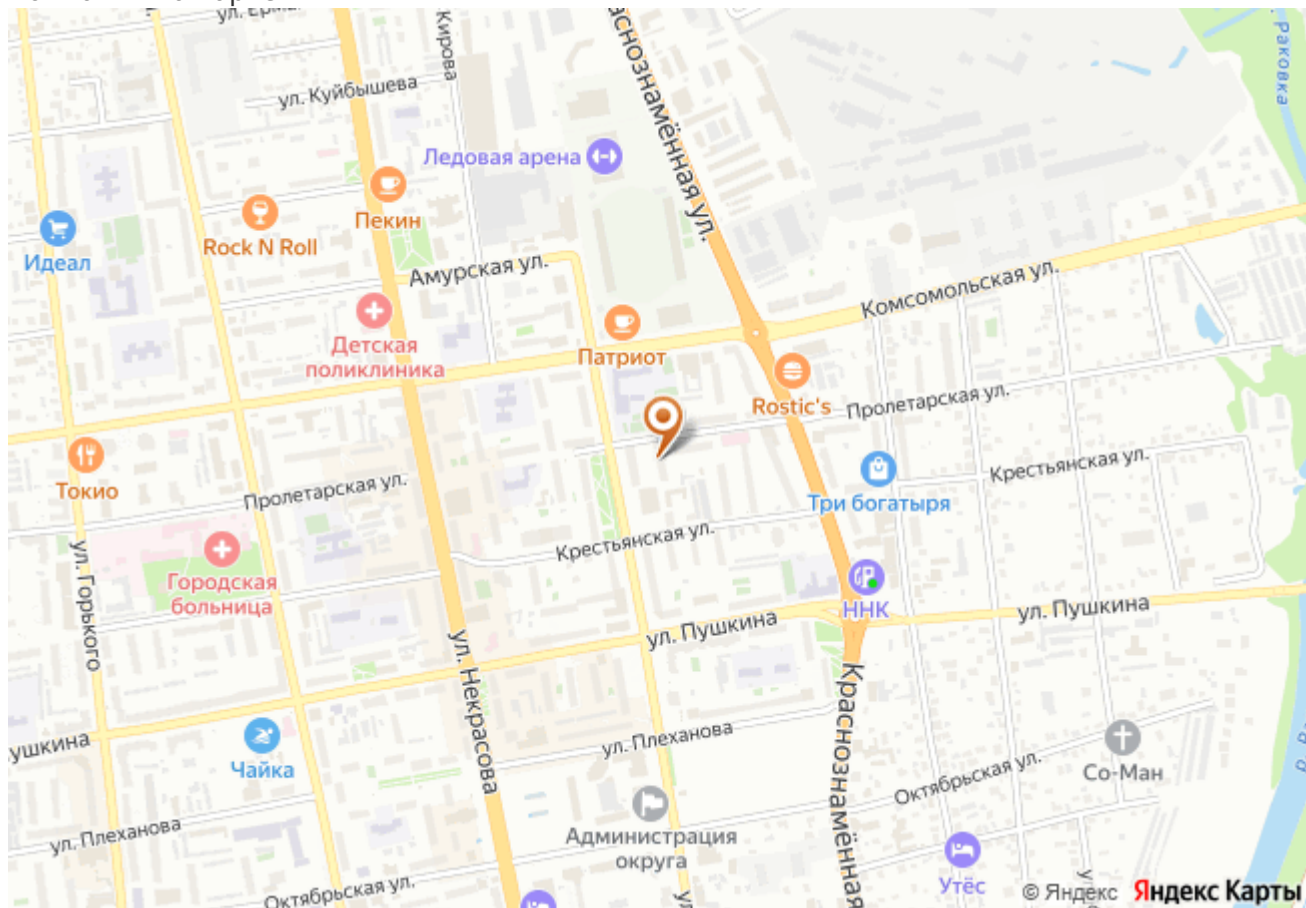 ул. Ерма
Кирова
аснознамённая ул.
р. Раковка
ул. Куйбышева
Ледовая арена
Пекин
Rock N Roll
Идеал
Амурская ул.
Комсомольская ул.
Детская
поликлиника
Патриот
Rostic's
Пролетарская ул.
Токио
Пролетарская ул.
Три богатыря
Крестьянская ул.
Крестьянская ул.
ул. Горького
Городская
больница
ННК
ул. Пушкина
ул. Пушкина
ул. Некрасова
Краснознамённая
ушкина
Чайка
ул. Плеханова
Со-Ман
Октябрьская ул.
ул. Плеханова
Администрация
округа
Утёс
Октябрьская ул.
© Яндекс Яндекс Карты